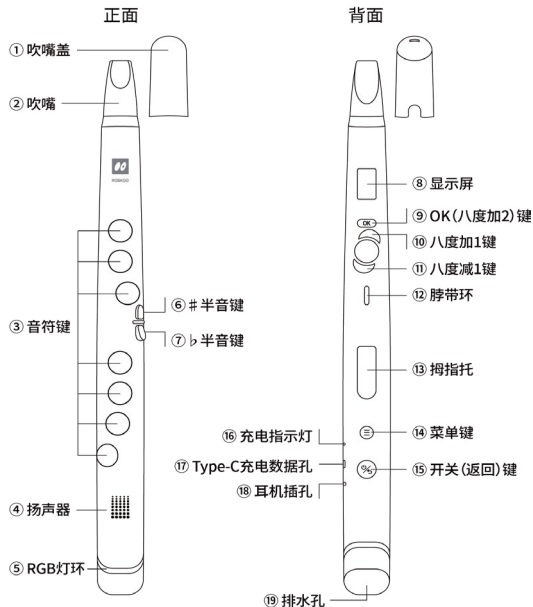 正面
① 吹嘴盖
② 吹嘴
③ 音符键
⑥ ♯半音键
⑦ ♭半音键
④ 扬声器
⑤ RGB灯环
背面
⑧ 显示屏
⑨ OK（八度加2）键
OK
⑩ 八度加1键
⑪ 八度减1键
⑫ 脖带环
⑬ 拇指托
⑭ 菜单键
⑮ 开关（返回）键
⑯ 充电指示灯
⑰ Type-C充电数据孔
⑱ 耳机插孔
⑲ 排水孔